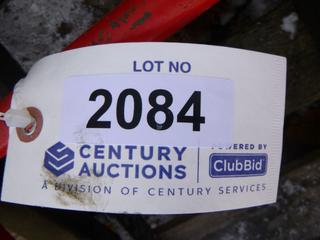 LOT NO
2084
CENTURY AUCTIONS
POWERED BY ClubBid
A DIVISION OF CENTURY SERVICES